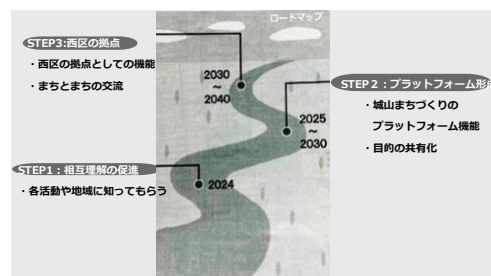 ロードマップ
STEP3:西区の拠点
・西区の拠点としての機能
・まちとまちの交流
2030
～
2040
STEP２：プラットフォーム形成
・城山まちづくりの
プラットフォーム機能
・目的の共有化
2025
～
2030
STEP1：相互理解の促進
・各活動や地域に知ってもらう
2024